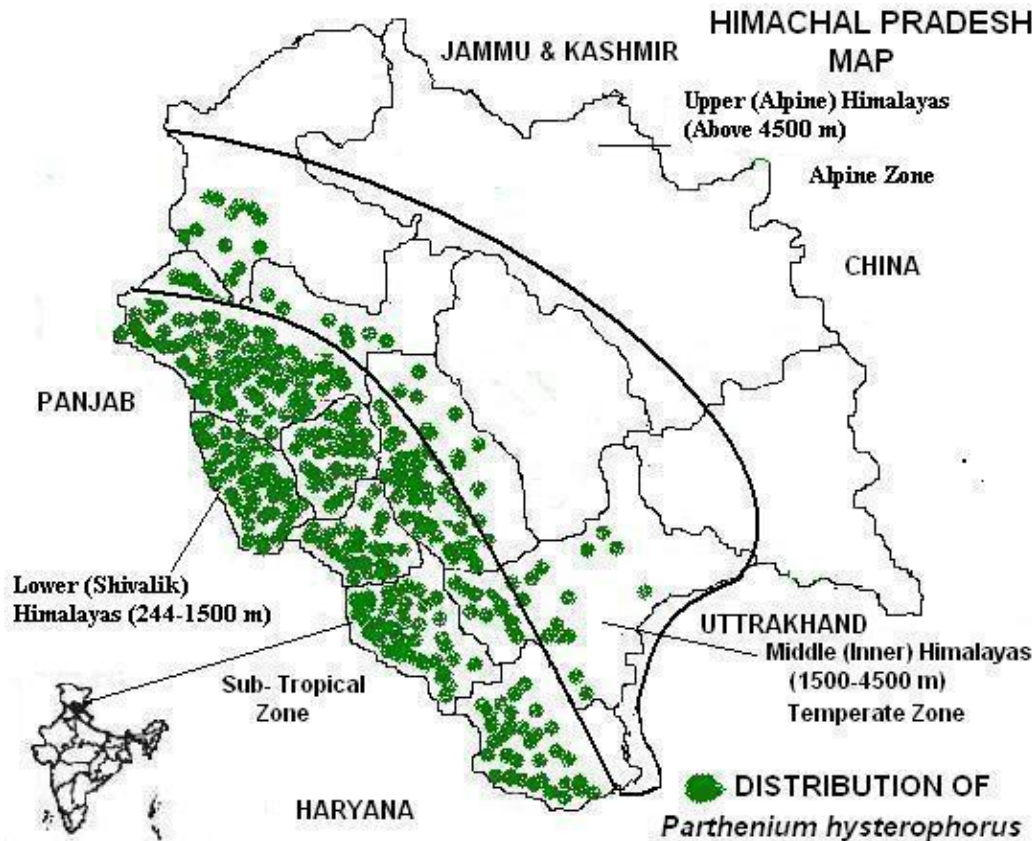 HIMACHAL PRADESH
MAP
JAMMU & KASHMIR
Upper (Alpine) Himalayas
(Above 4500 m)
Alpine Zone
CHINA
PANJAB
Lower (Shivalik)
Himalayas (244-1500 m)
UTTRAKHAND
Middle (Inner) Himalayas
(1500-4500 m)
Temperate Zone
Sub- Tropical
Zone
HARYANA
DISTRIBUTION OF
Parthenium hysterophorus